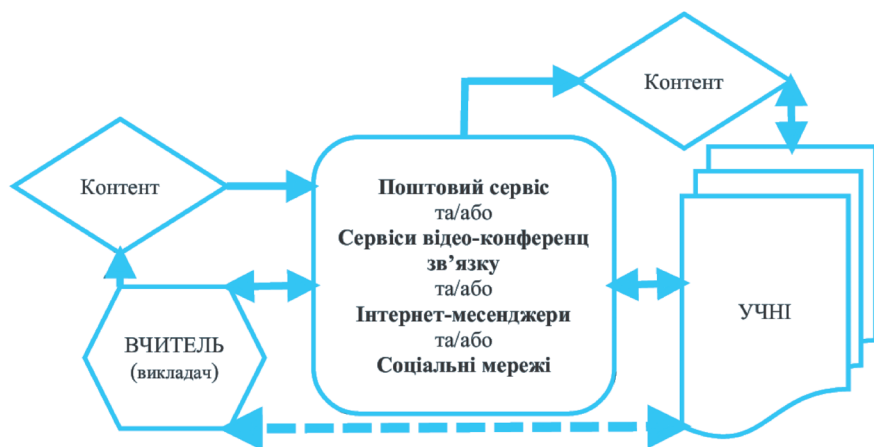 Контент
Контент
Поштовий сервіс
та/або
Сервіси відео-конференц
зв’язку
та/або
Інтернет-месенджери
та/або
Соціальні мережі
ВЧИТЕЛЬ
(викладач)
УЧНІ